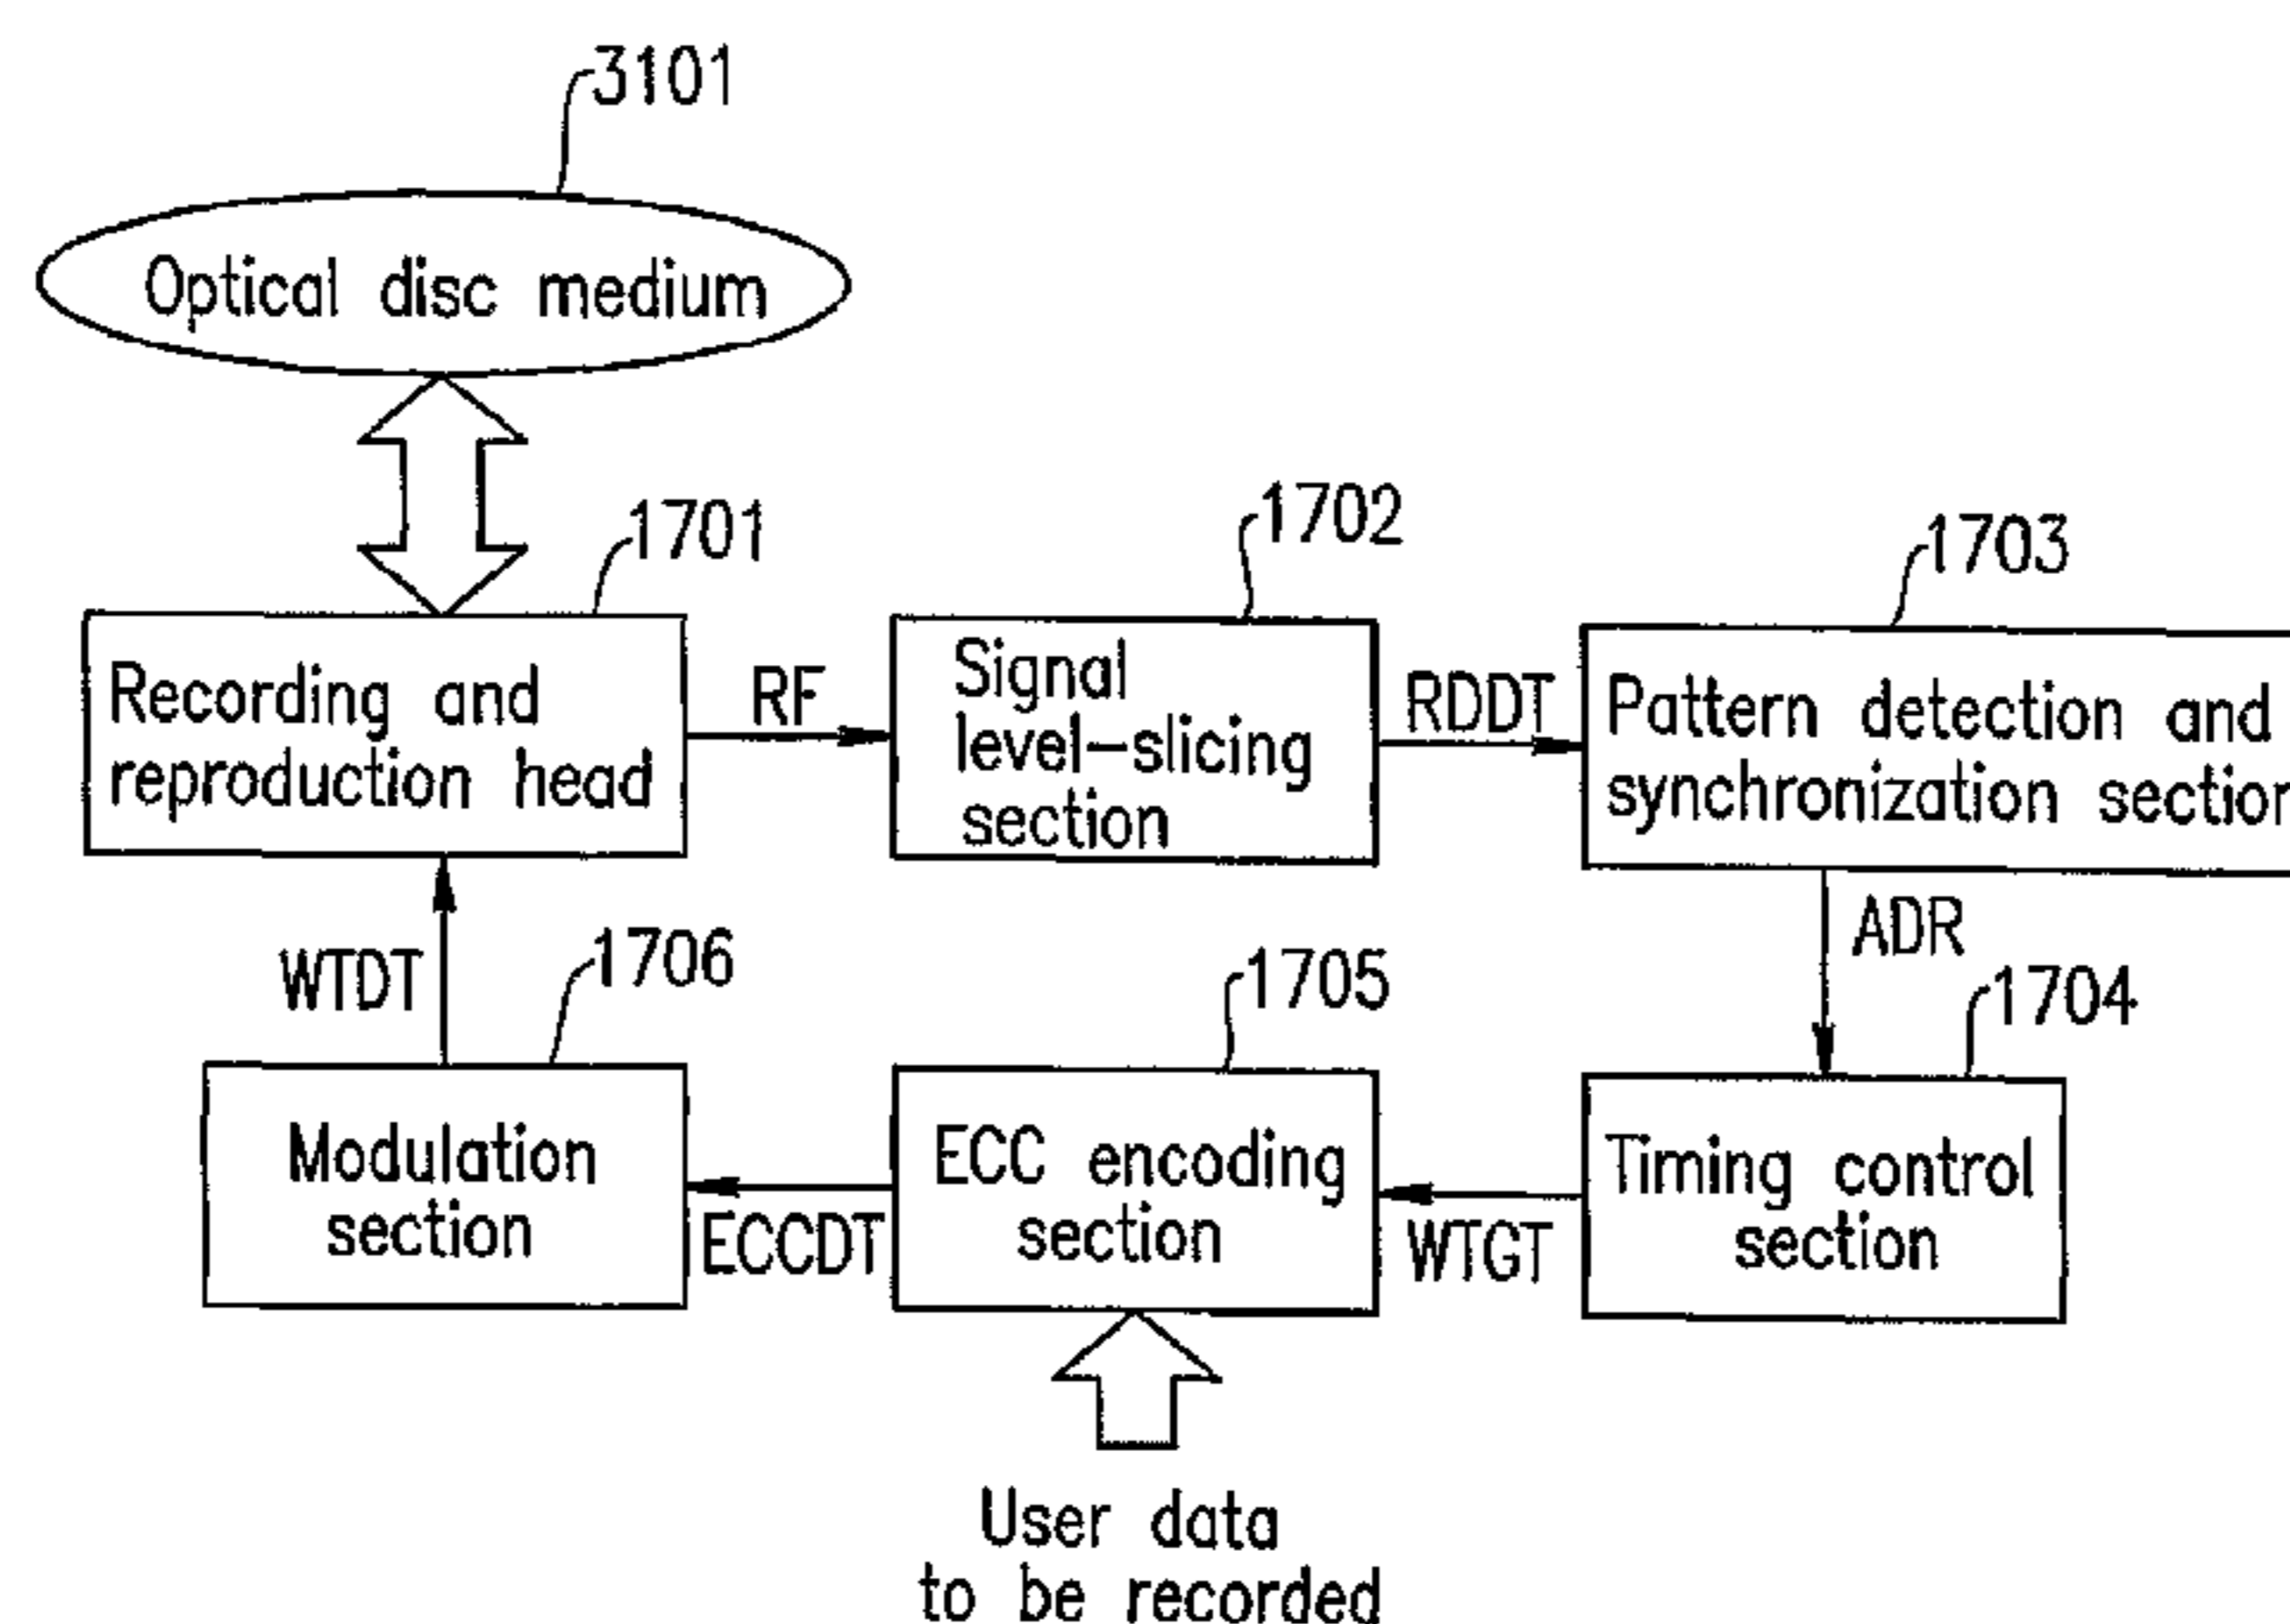 3101
Optical disc medium
1701
1702
1703
Recording and
reproduction head
RF
Signal
level-slicing
section
RDDT
Pattern detection and
synchronization section
WTDT
1706
1705
ADR
1704
Modulation
section
ECCDT
ECC encoding
section
WTGT
Timing control
section
User data
to be recorded